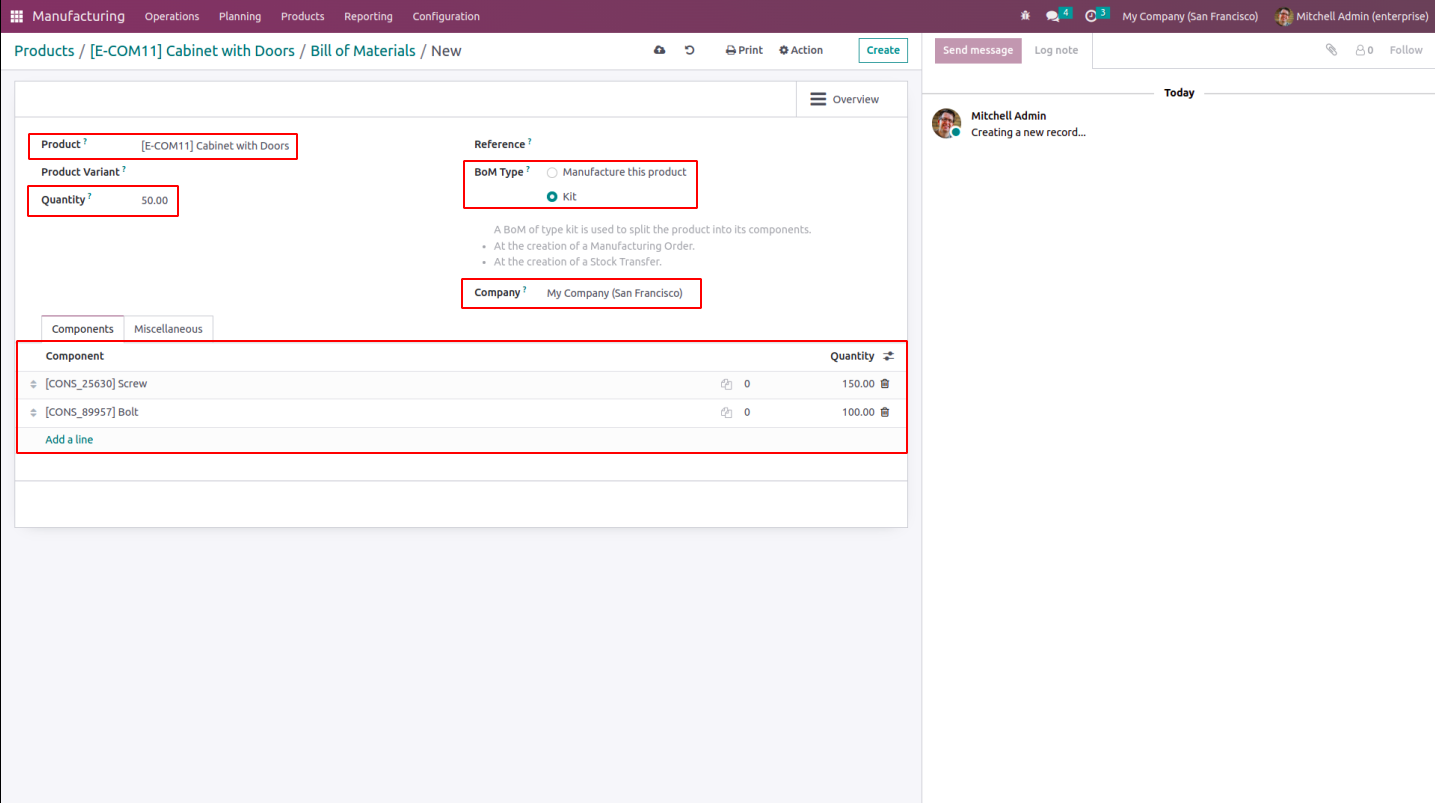 Manufacturing Operations Planning Products Reporting Configuration 4 3 My Company (San Francisco) Mitchell Admin (enterprise)
Products / [E-COM11] Cabinet with Doors / Bill of Materials / New Print Action Create
Send message Log note 0 Follow
Overview
Today
Mitchell Admin
Creating a new record...
Product ? [E-COM11] Cabinet with Doors
Product Variant ?
Quantity ? 50.00
Reference ?
BoM Type ? Manufacture this product
Kit
A BoM of type kit is used to split the product into its components.
• At the creation of a Manufacturing Order.
• At the creation of a Stock Transfer.
Company ? My Company (San Francisco)
Components Miscellaneous
Component Quantity
[CONS_25630] Screw 0 150.00
[CONS_89957] Bolt 0 100.00
Add a line